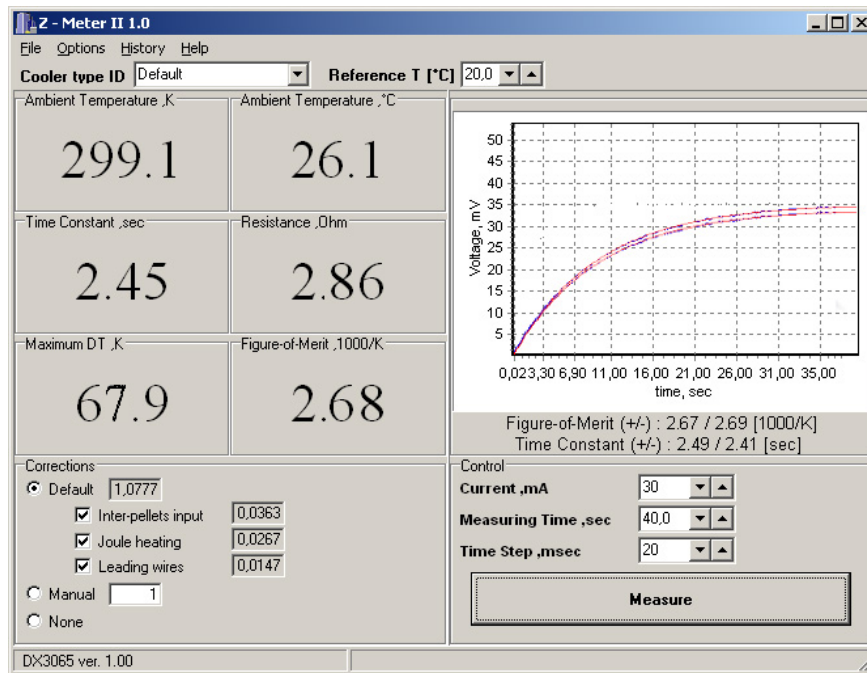 Z - Meter II 1.0
File Options History Help
Cooler type ID Default Reference T [°C] 20,0
Ambient Temperature ,K
299.1
Ambient Temperature ,°C
26.1
Time Constant ,sec
2.45
Resistance ,Ohm
2.86
Maximum DT ,K
67.9
Figure-of-Merit ,1000/K
2.68
Voltage, mV
50
45
40
35
30
25
20
15
10
5
0,023,30 6,90 11,00 16,00 21,00 26,00 31,00 35,00
time, sec
Figure-of-Merit (+/-) : 2.67 / 2.69 [1000/K]
Time Constant (+/-) : 2.49 / 2.41 [sec]
Corrections
Default 1,0777
Inter-pellets input 0,0363
Joule heating 0,0267
Leading wires 0,0147
Manual 1
None
Control
Current ,mA 30
Measuring Time ,sec 40,0
Time Step ,msec 20
Measure
DX3065 ver. 1.00